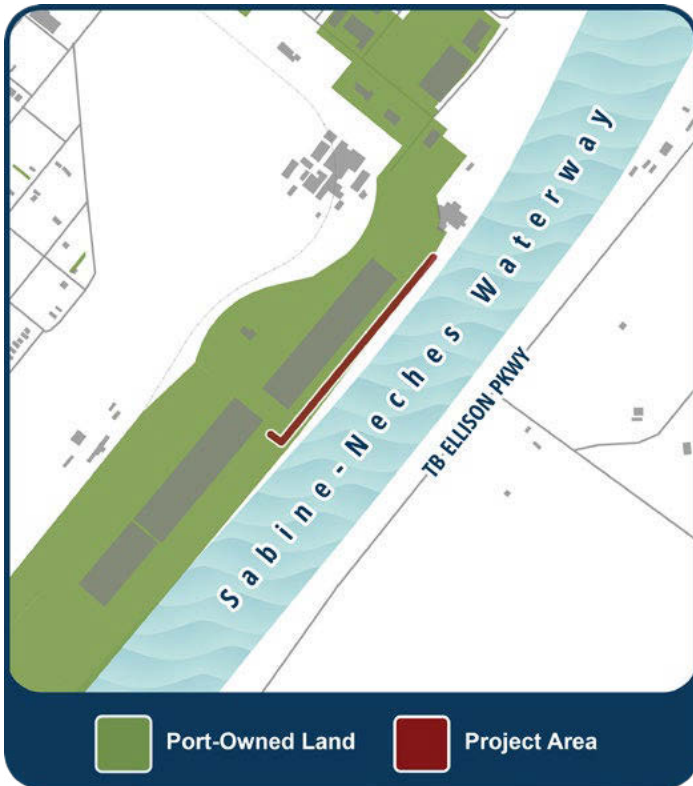 Sabine-Neches Waterway
TB ELLISON PKWY
Port-Owned Land
Project Area